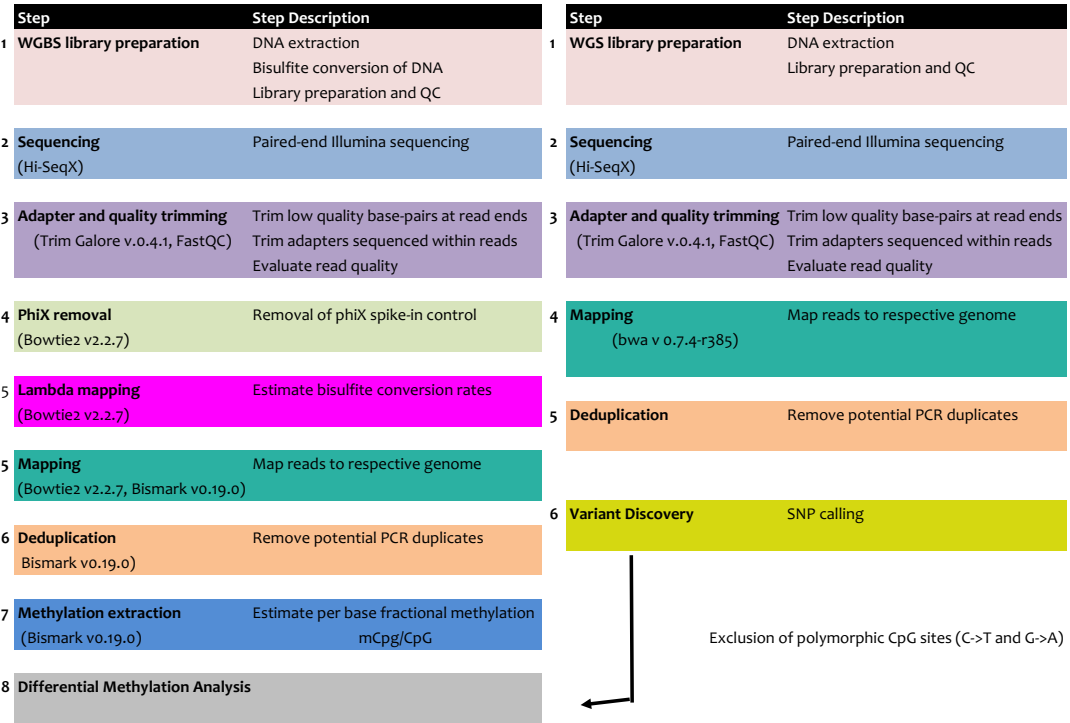 Step Step Description
1 WGBS library preparation DNA extraction
Bisulfite conversion of DNA
Library preparation and QC
2 Sequencing Paired-end Illumina sequencing
(Hi-SeqX)
3 Adapter and quality trimming Trim low quality base-pairs at read ends
(Trim Galore v.0.4.1, FastQC) Trim adapters sequenced within reads
Evaluate read quality
4 PhiX removal Removal of phiX spike-in control
(Bowtie2 v2.2.7)
5 Lambda mapping Estimate bisulfite conversion rates
(Bowtie2 v2.2.7)
5 Mapping Map reads to respective genome
(Bowtie2 v2.2.7, Bismark v0.19.0)
6 Deduplication Remove potential PCR duplicates
Bismark v0.19.0)
7 Methylation extraction Estimate per base fractional methylation
(Bismark v0.19.0) mCpg/CpG
8 Differential Methylation Analysis
Step Step Description
1 WGS library preparation DNA extraction
Library preparation and QC
2 Sequencing Paired-end Illumina sequencing
(Hi-SeqX)
3 Adapter and quality trimming Trim low quality base-pairs at read ends
(Trim Galore v.0.4.1, FastQC) Trim adapters sequenced within reads
Evaluate read quality
4 Mapping Map reads to respective genome
(bwa v 0.7.4-r385)
5 Deduplication Remove potential PCR duplicates
6 Variant Discovery SNP calling
Exclusion of polymorphic CpG sites (C->T and G->A)